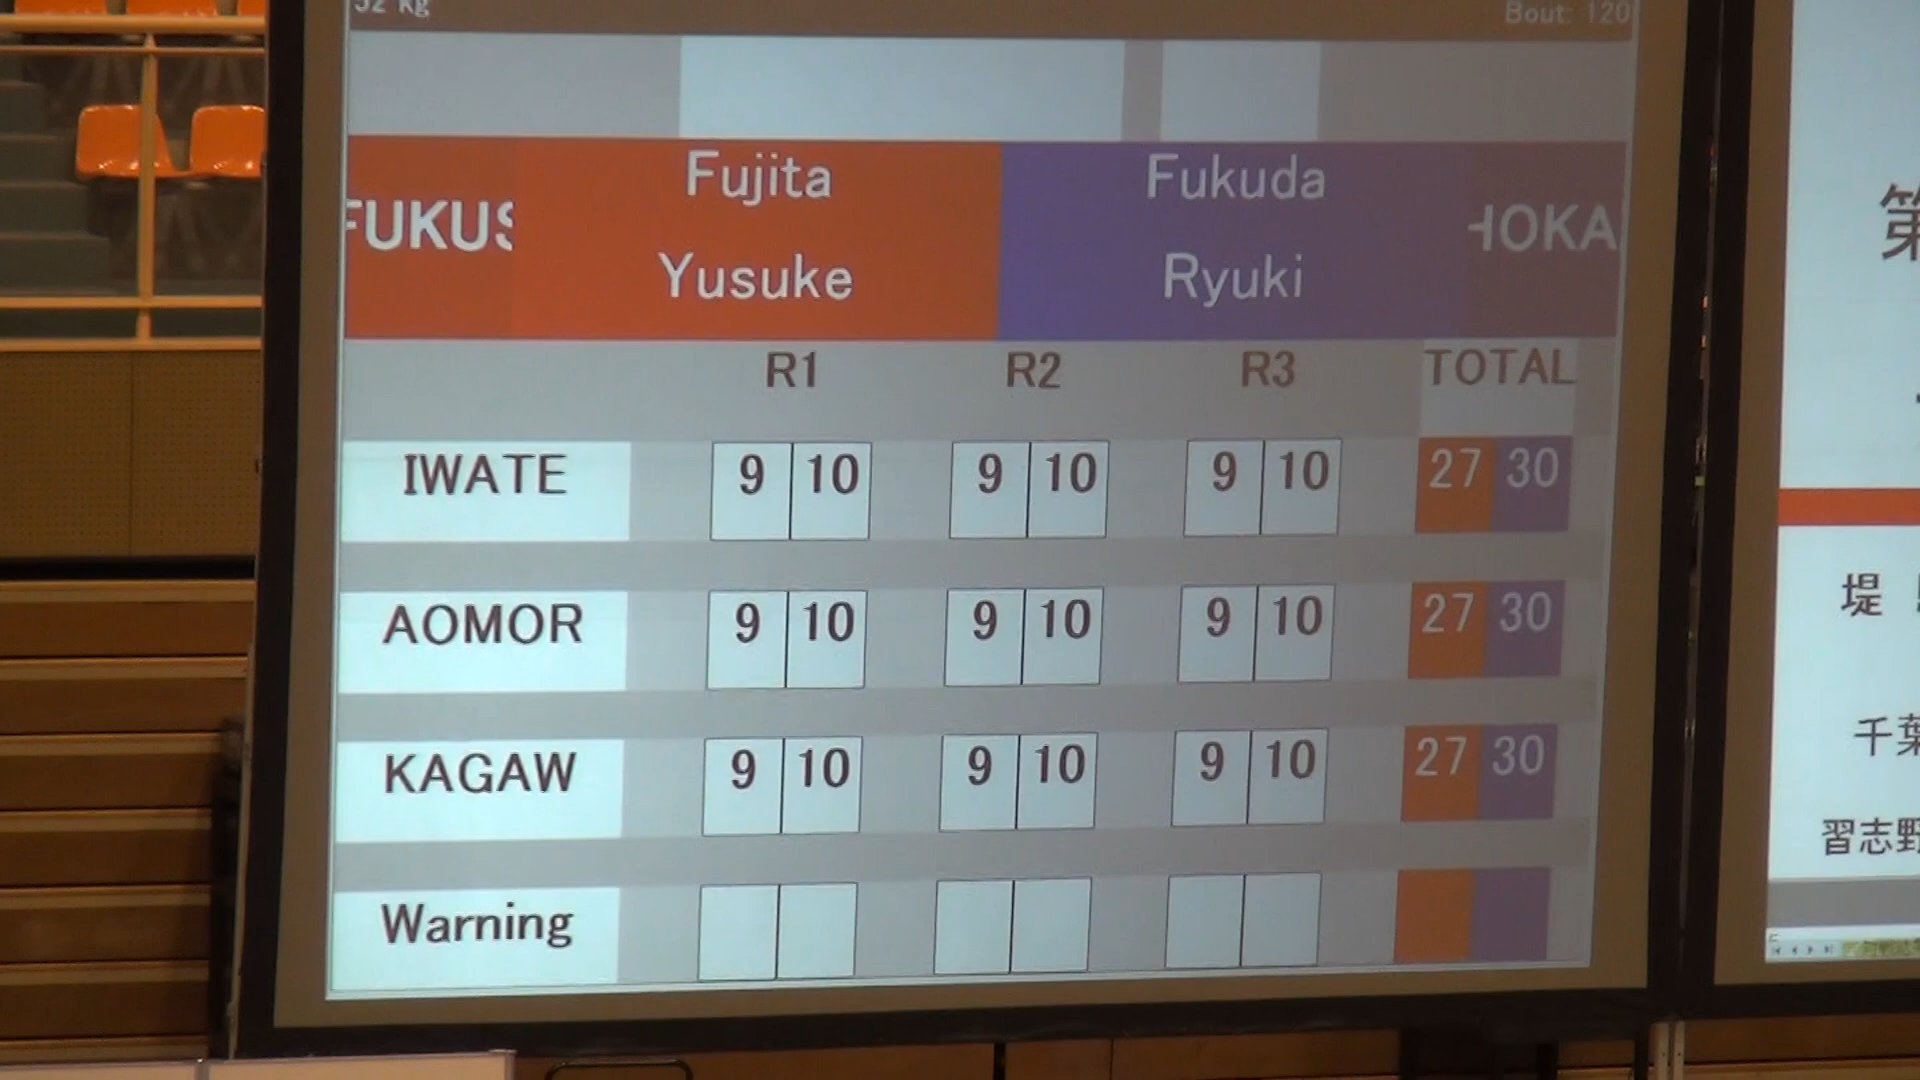 52 kg
Bout: 120
FUKUS
Fujita
Yusuke
Fukuda
Ryuki
HOKA
R1 R2 R3 TOTAL
IWATE 9 10 9 10 9 10 27 30
AOMOR 9 10 9 10 9 10 27 30
KAGAW 9 10 9 10 9 10 27 30
Warning
第
堤
千葉
習志野